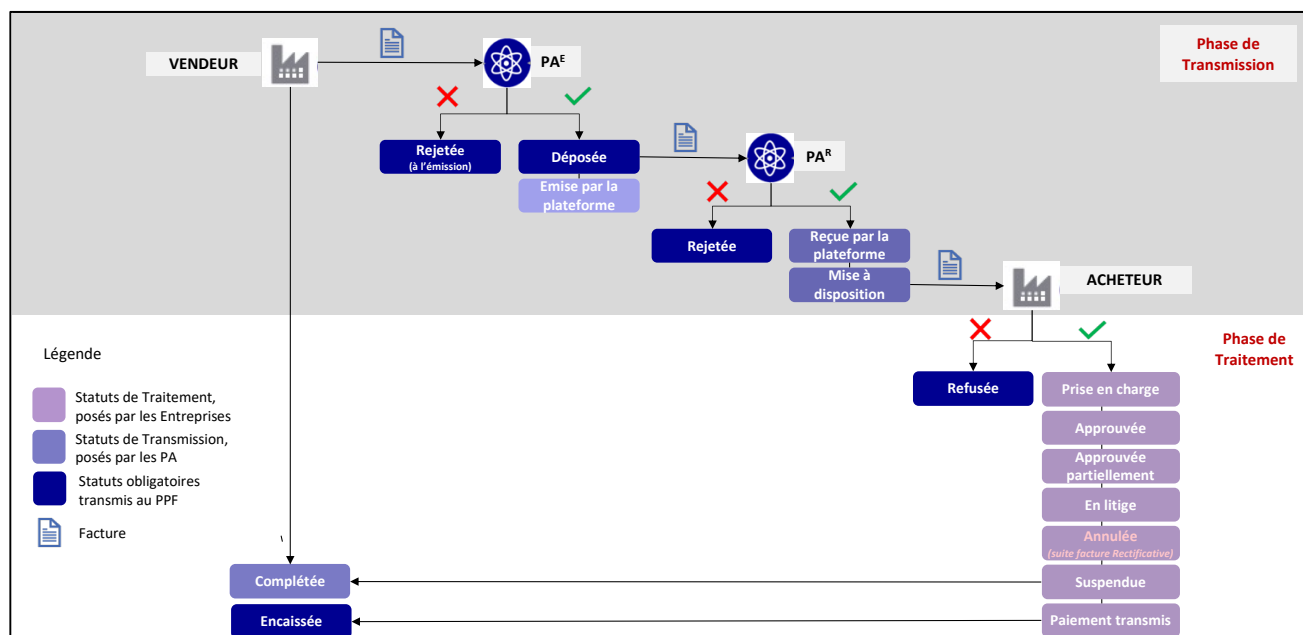 VENDEUR
PAᴱ
Phase de
Transmission
Rejetée
(à l'émission)
Déposée
Emise par la
plateforme
PAᴿ
Rejetée
Reçue par la
plateforme
Mise à
disposition
ACHETEUR
Phase de
Traitement
Légende
Statuts de Traitement,
posés par les Entreprises
Statuts de Transmission,
posés par les PA
Statuts obligatoires
transmis au PPF
Facture
Refusée
Prise en charge
Approuvée
Approuvée
partiellement
En litige
Annulée
(suite facture Rectificative)
Complétée
Suspendue
Encaissée
Paiement transmis